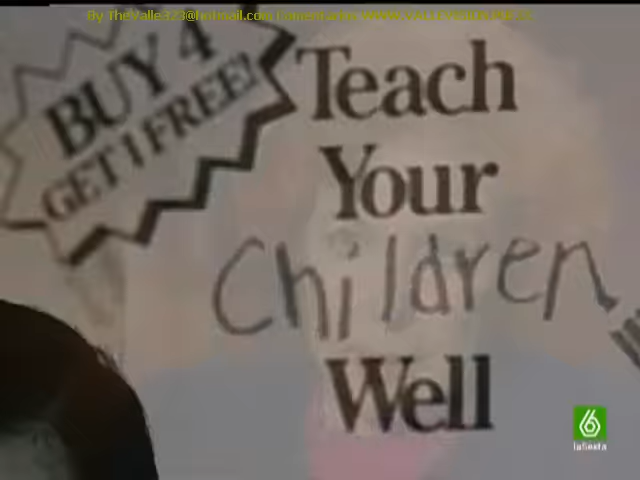 BUY 4
GET 1 FREE!
Teach
Your
Children
Well
laSexta